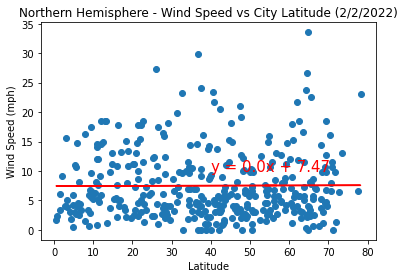 Northern Hemisphere - Wind Speed vs City Latitude (2/2/2022)
35
30
25
20
15
10
5
0
Wind Speed (mph)
y = 0.0x + 7.47
0 10 20 30 40 50 60 70 80
Latitude